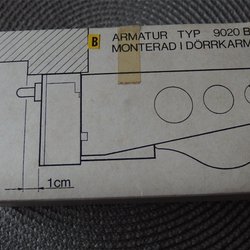 B ARMATUR TYP 9020 B
MONTERAD I DÖRRKARM
1cm